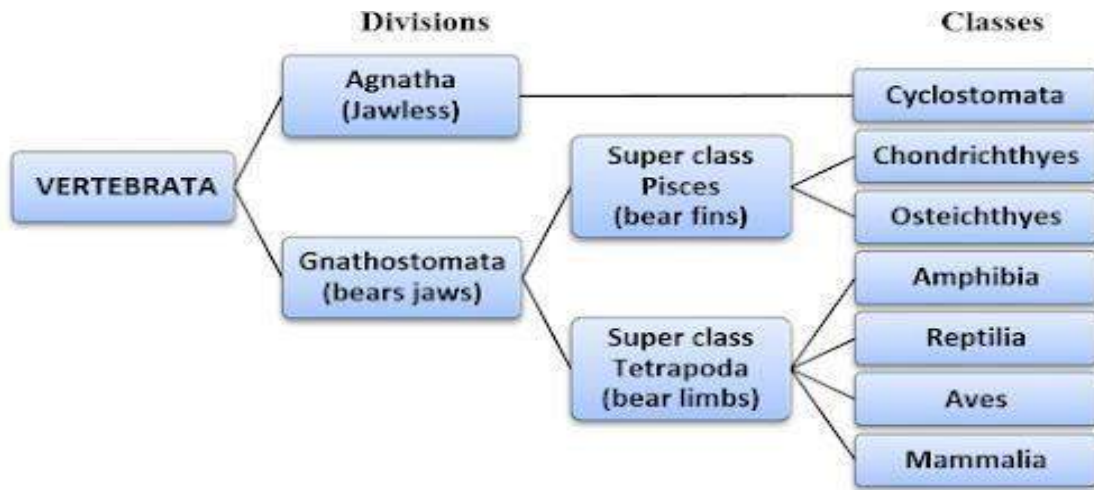 Divisions
Classes
VERTEBRATA
Agnatha
(Jawless)
Gnathostomata
(bears jaws)
Super class
Pisces
(bear fins)
Super class
Tetrapoda
(bear limbs)
Cyclostomata
Chondrichthyes
Osteichthyes
Amphibia
Reptilia
Aves
Mammalia